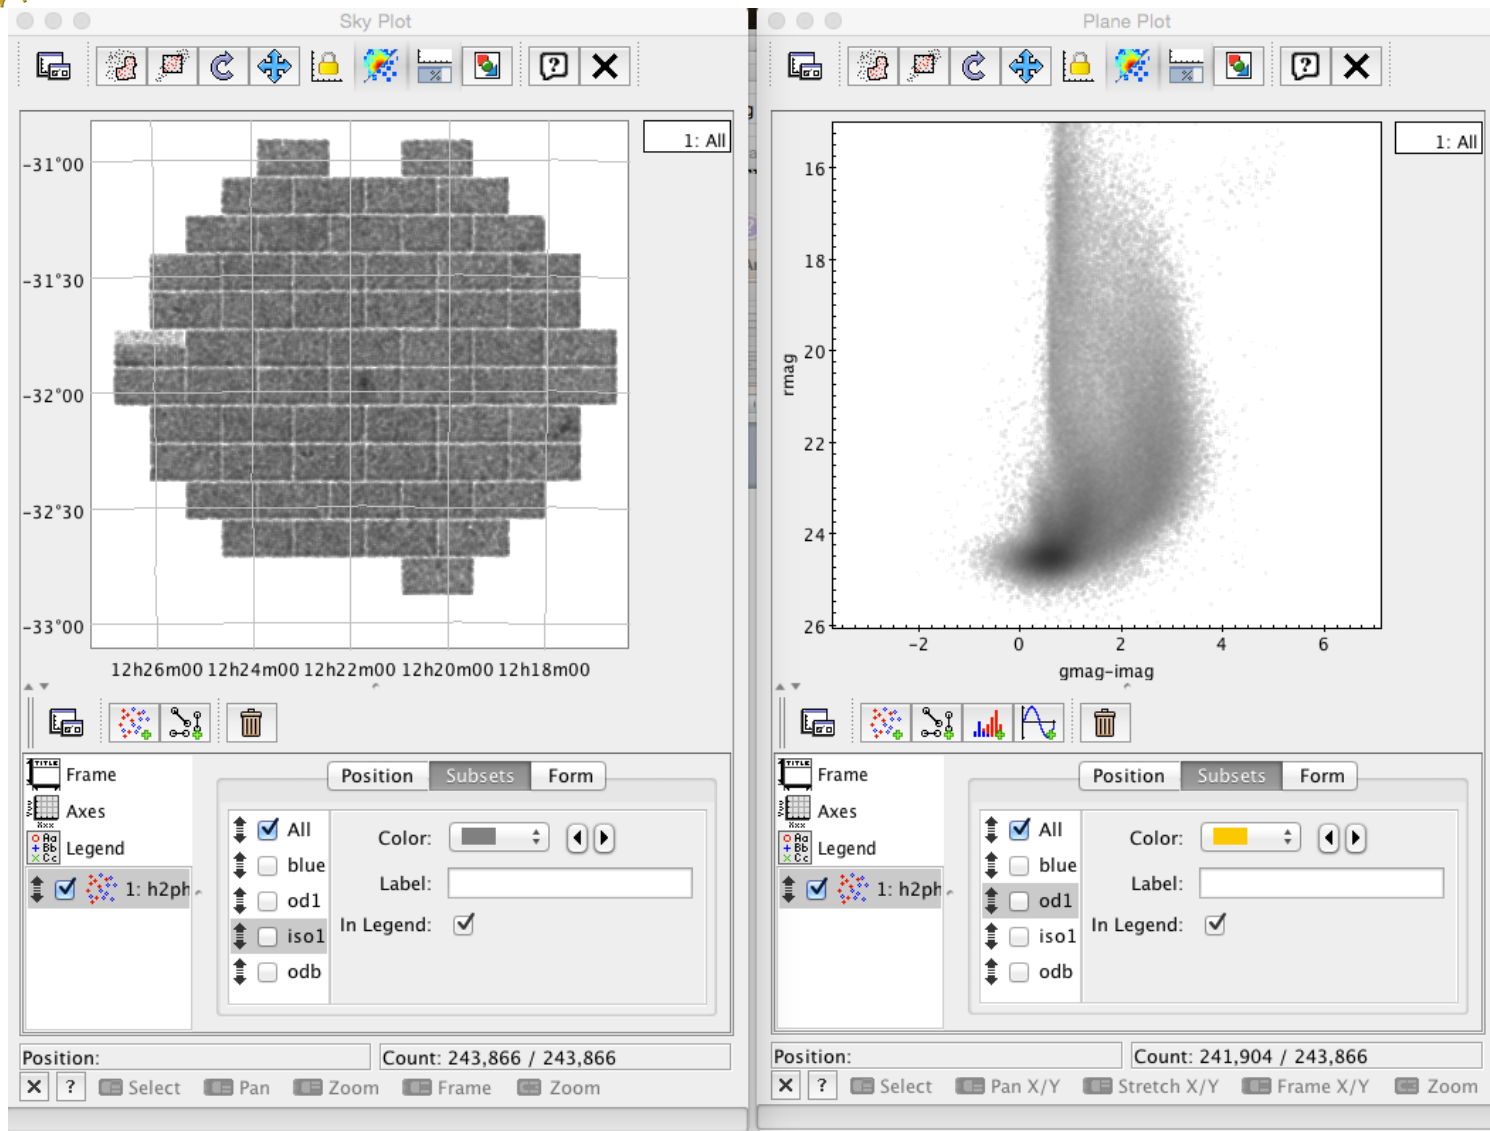 Sky Plot
1: All
-31°00
-31°30
-32°00
-32°30
-33°00
12h26m00 12h24m00 12h22m00 12h20m00 12h18m00
Frame
Axes
Legend
1: h2ph
Position Subsets Form
All
blue
od1
iso1
odb
Color:
Label:
In Legend:
Position:
Count: 243,866 / 243,866
Select Pan Zoom Frame Zoom
Plane Plot
1: All
rmag
16
18
20
22
24
26
-2 0 2 4 6
gmag-imag
Frame
Axes
Legend
1: h2ph
Position Subsets Form
All
blue
od1
iso1
odb
Color:
Label:
In Legend:
Position:
Count: 241,904 / 243,866
Select Pan X/Y Stretch X/Y Frame X/Y Zoom